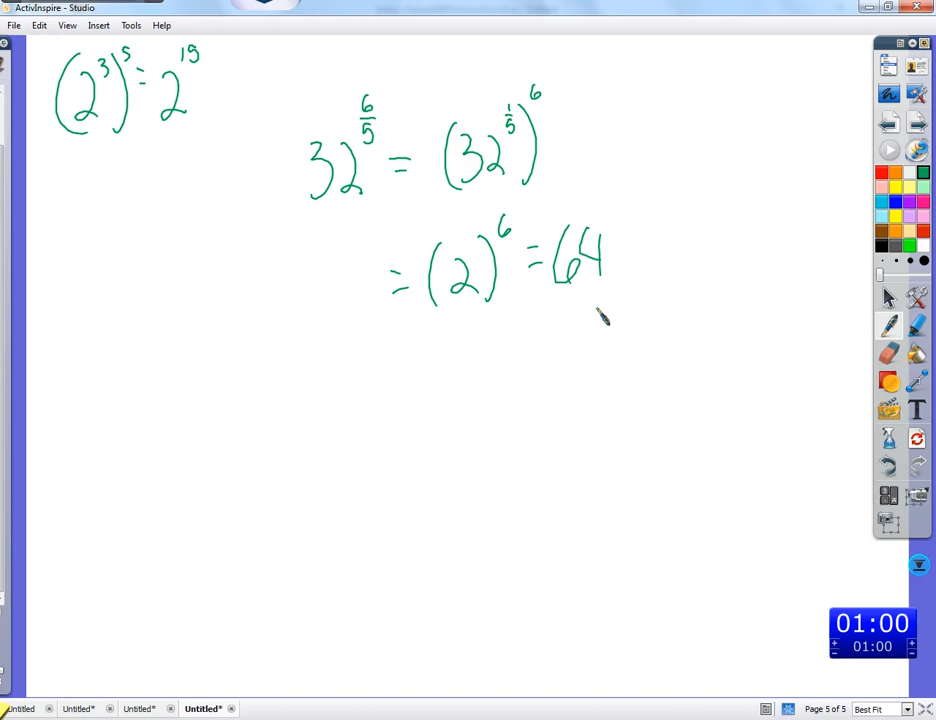 ActivInspire - Studio
File Edit View Insert Tools Help
(2³)⁵ = 2¹⁵
32^(6/5) = (32^(1/5))⁶
= (2)⁶ = 64
T
01:00
01:00
Untitled Untitled* Untitled* Untitled* Page 5 of 5 Best Fit